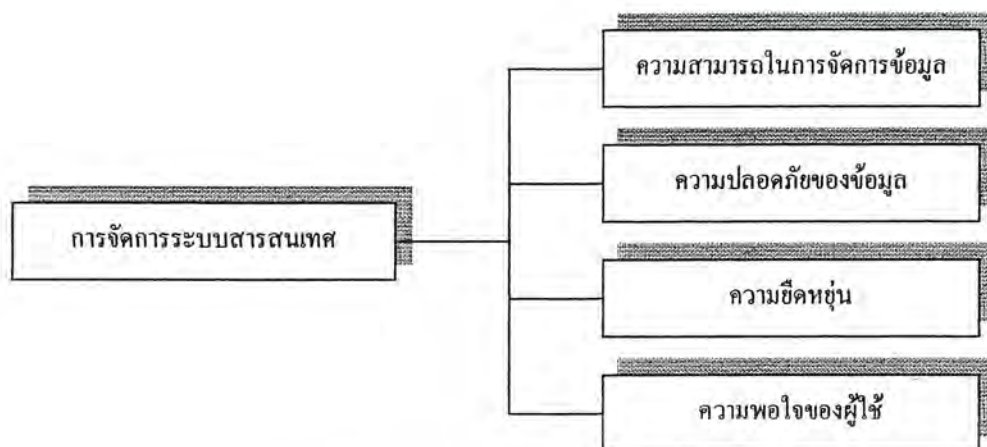 ความสามารถในการจัดการข้อมูล
ความปลอดภัยของข้อมูล
การจัดการระบบสารสนเทศ
ความยืดหยุ่น
ความพอใจของผู้ใช้